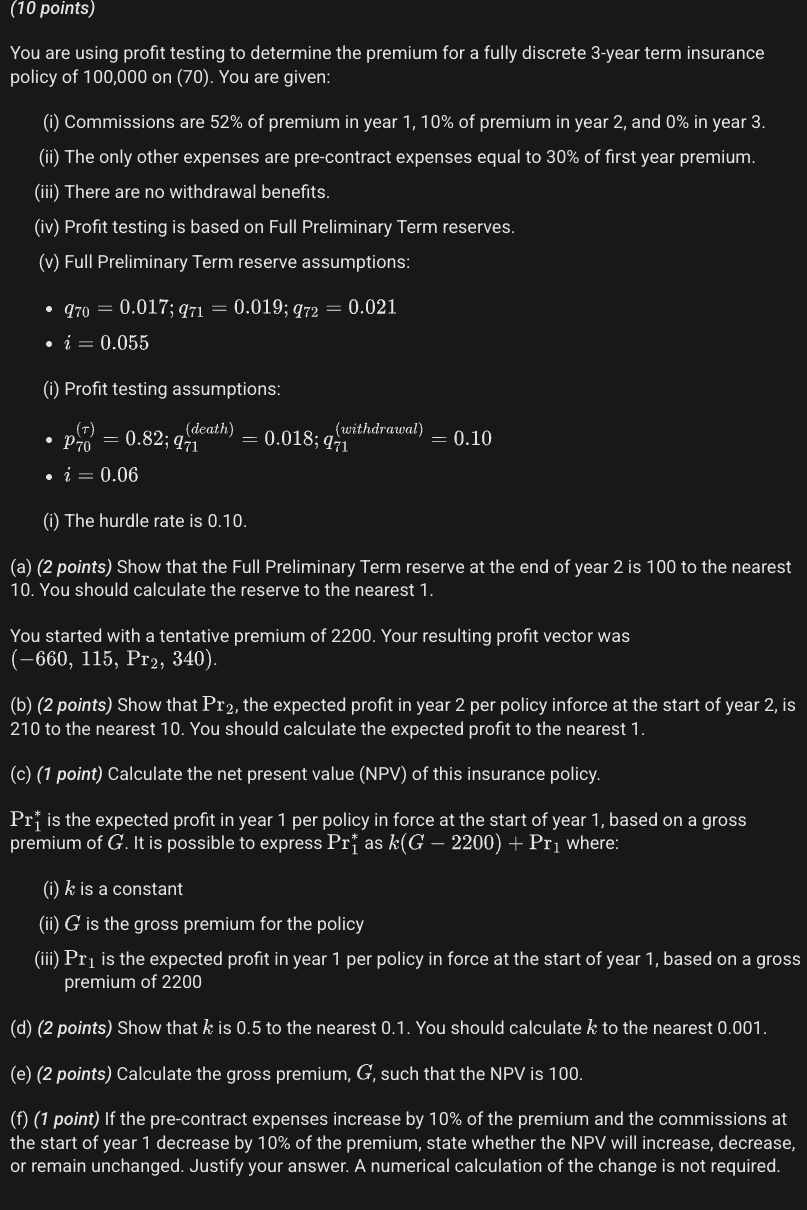 (10 points)
You are using profit testing to determine the premium for a fully discrete 3-year term insurance
policy of 100,000 on (70). You are given:
(i) Commissions are 52% of premium in year 1, 10% of premium in year 2, and 0% in year 3.
(ii) The only other expenses are pre-contract expenses equal to 30% of first year premium.
(iii) There are no withdrawal benefits.
(iv) Profit testing is based on Full Preliminary Term reserves.
(v) Full Preliminary Term reserve assumptions:
• $q_{70} = 0.017; q_{71} = 0.019; q_{72} = 0.021$
• $i = 0.055$
(i) Profit testing assumptions:
• $p_{70}^{(\tau)} = 0.82; q_{71}^{(death)} = 0.018; q_{71}^{(withdrawal)} = 0.10$
• $i = 0.06$
(i) The hurdle rate is 0.10.
(a) (2 points) Show that the Full Preliminary Term reserve at the end of year 2 is 100 to the nearest
10. You should calculate the reserve to the nearest 1.
You started with a tentative premium of 2200. Your resulting profit vector was
$(-660, 115, \Pr_2, 340)$.
(b) (2 points) Show that $\Pr_2$, the expected profit in year 2 per policy inforce at the start of year 2, is
210 to the nearest 10. You should calculate the expected profit to the nearest 1.
(c) (1 point) Calculate the net present value (NPV) of this insurance policy.
$\Pr_1^*$ is the expected profit in year 1 per policy in force at the start of year 1, based on a gross
premium of $G$. It is possible to express $\Pr_1^*$ as $k(G - 2200) + \Pr_1$ where:
(i) $k$ is a constant
(ii) $G$ is the gross premium for the policy
(iii) $\Pr_1$ is the expected profit in year 1 per policy in force at the start of year 1, based on a gross
premium of 2200
(d) (2 points) Show that $k$ is 0.5 to the nearest 0.1. You should calculate $k$ to the nearest 0.001.
(e) (2 points) Calculate the gross premium, $G$, such that the NPV is 100.
(f) (1 point) If the pre-contract expenses increase by 10% of the premium and the commissions at
the start of year 1 decrease by 10% of the premium, state whether the NPV will increase, decrease,
or remain unchanged. Justify your answer. A numerical calculation of the change is not required.